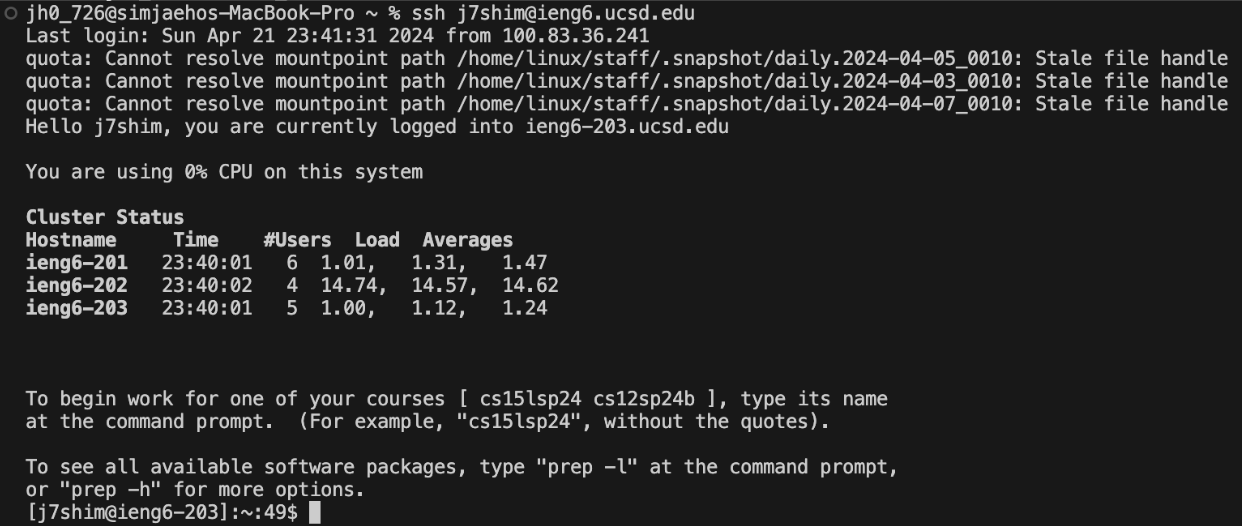 jh0_726@simjaehos-MacBook-Pro ~ % ssh j7shim@ieng6.ucsd.edu
Last login: Sun Apr 21 23:41:31 2024 from 100.83.36.241
quota: Cannot resolve mountpoint path /home/linux/staff/.snapshot/daily.2024-04-05_0010: Stale file handle
quota: Cannot resolve mountpoint path /home/linux/staff/.snapshot/daily.2024-04-03_0010: Stale file handle
quota: Cannot resolve mountpoint path /home/linux/staff/.snapshot/daily.2024-04-07_0010: Stale file handle
Hello j7shim, you are currently logged into ieng6-203.ucsd.edu

You are using 0% CPU on this system

Cluster Status
Hostname     Time    #Users  Load  Averages
ieng6-201   23:40:01   6  1.01,   1.31,   1.47
ieng6-202   23:40:02   4  14.74,  14.57,  14.62
ieng6-203   23:40:01   5  1.00,   1.12,   1.24

To begin work for one of your courses [ cs15lsp24 cs12sp24b ], type its name
at the command prompt.  (For example, "cs15lsp24", without the quotes).

To see all available software packages, type "prep -l" at the command prompt,
or "prep -h" for more options.
[j7shim@ieng6-203]:~:49$